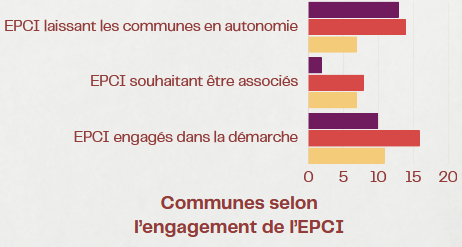 EPCI laissant les communes en autonomie
EPCI souhaitant être associés
EPCI engagés dans la démarche
0 5 10 15 20
Communes selon
l'engagement de l'EPCI